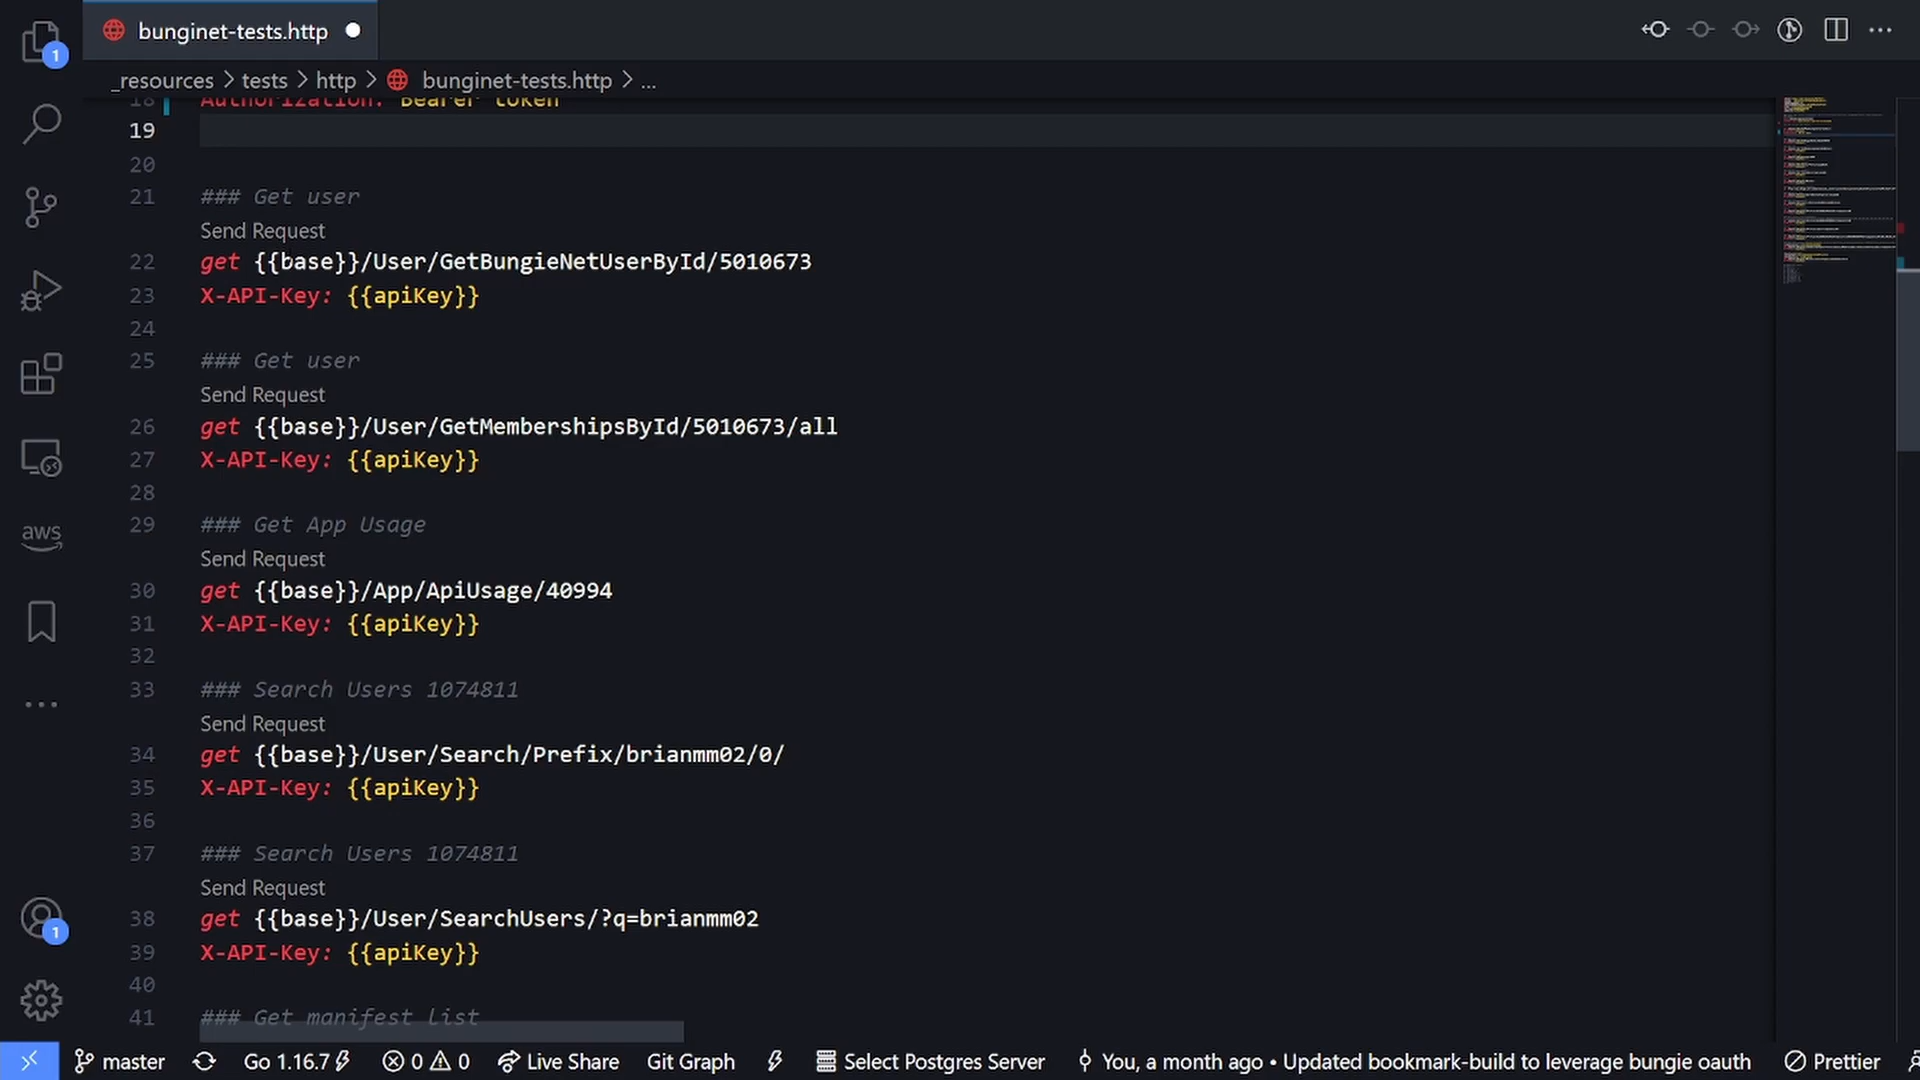 1
bunginet-tests.http
_resources > tests > http > bunginet-tests.http > ...
18 Authorization: Bearer token
19
20
21 ### Get user
Send Request
22 get {{base}}/User/GetBungieNetUserById/5010673
23 X-API-Key: {{apiKey}}
24
25 ### Get user
Send Request
26 get {{base}}/User/GetMembershipsById/5010673/all
27 X-API-Key: {{apiKey}}
28
29 ### Get App Usage
Send Request
30 get {{base}}/App/ApiUsage/40994
31 X-API-Key: {{apiKey}}
32
33 ### Search Users 1074811
Send Request
34 get {{base}}/User/Search/Prefix/brianmm02/0/
35 X-API-Key: {{apiKey}}
36
37 ### Search Users 1074811
Send Request
38 get {{base}}/User/SearchUsers/?q=brianmm02
39 X-API-Key: {{apiKey}}
40
41 ### Get manifest list
aws
1
master Go 1.16.7 0 0 Live Share Git Graph Select Postgres Server You, a month ago • Updated bookmark-build to leverage bungie oauth Prettier